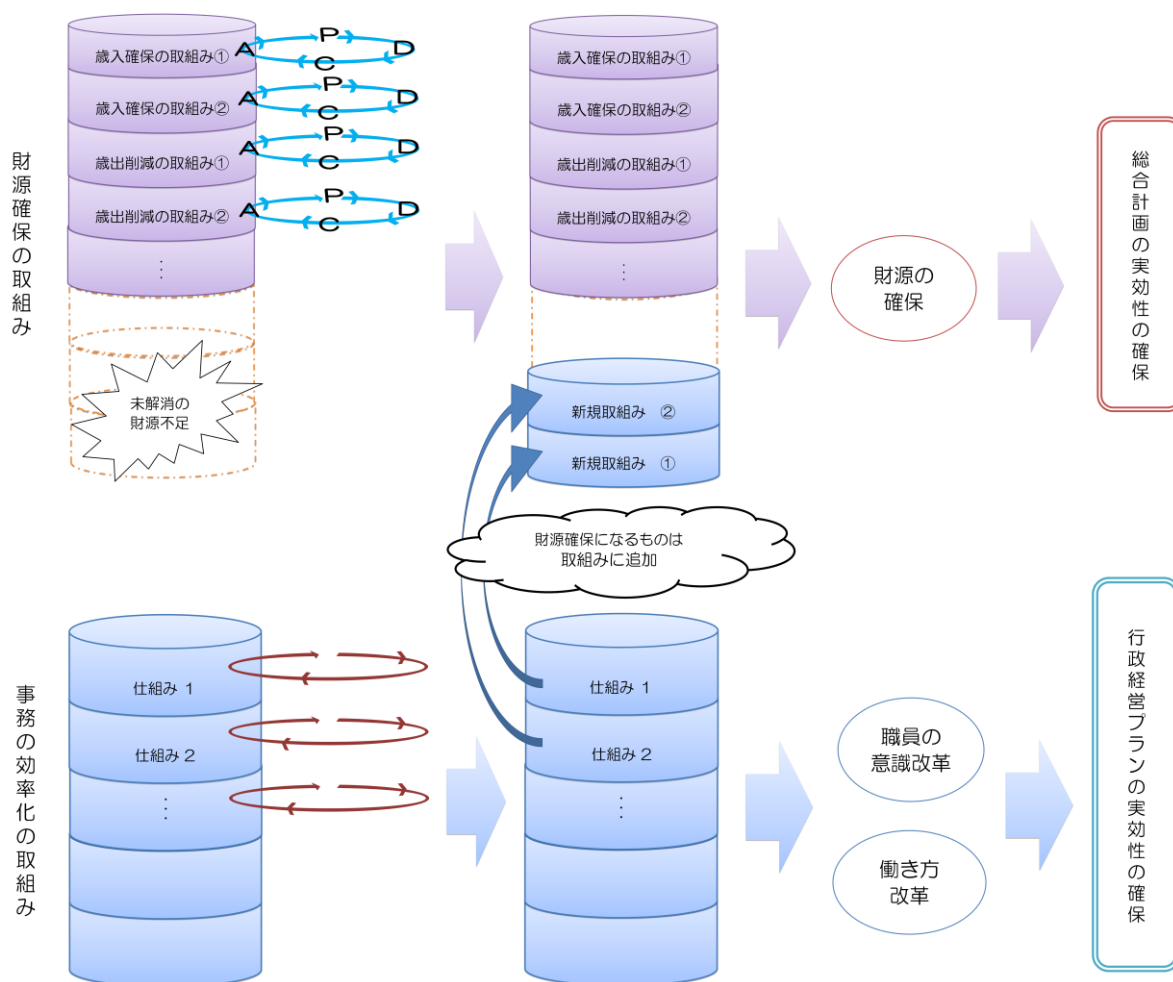 財源確保の取組み
歳入確保の取組み①
歳入確保の取組み②
歳出削減の取組み①
歳出削減の取組み②
⋮
P
A
D
C
P
A
D
C
P
A
D
C
P
A
D
C
未解消の
財源不足
歳入確保の取組み①
歳入確保の取組み②
歳出削減の取組み①
歳出削減の取組み②
⋮
新規取組み ②
新規取組み ①
財源の
確保
総合計画の実効性の確保
財源確保になるものは
取組みに追加
事務の効率化の取組み
仕組み 1
仕組み 2
⋮
仕組み 1
仕組み 2
⋮
職員の
意識改革
働き方
改革
行政経営プランの実効性の確保